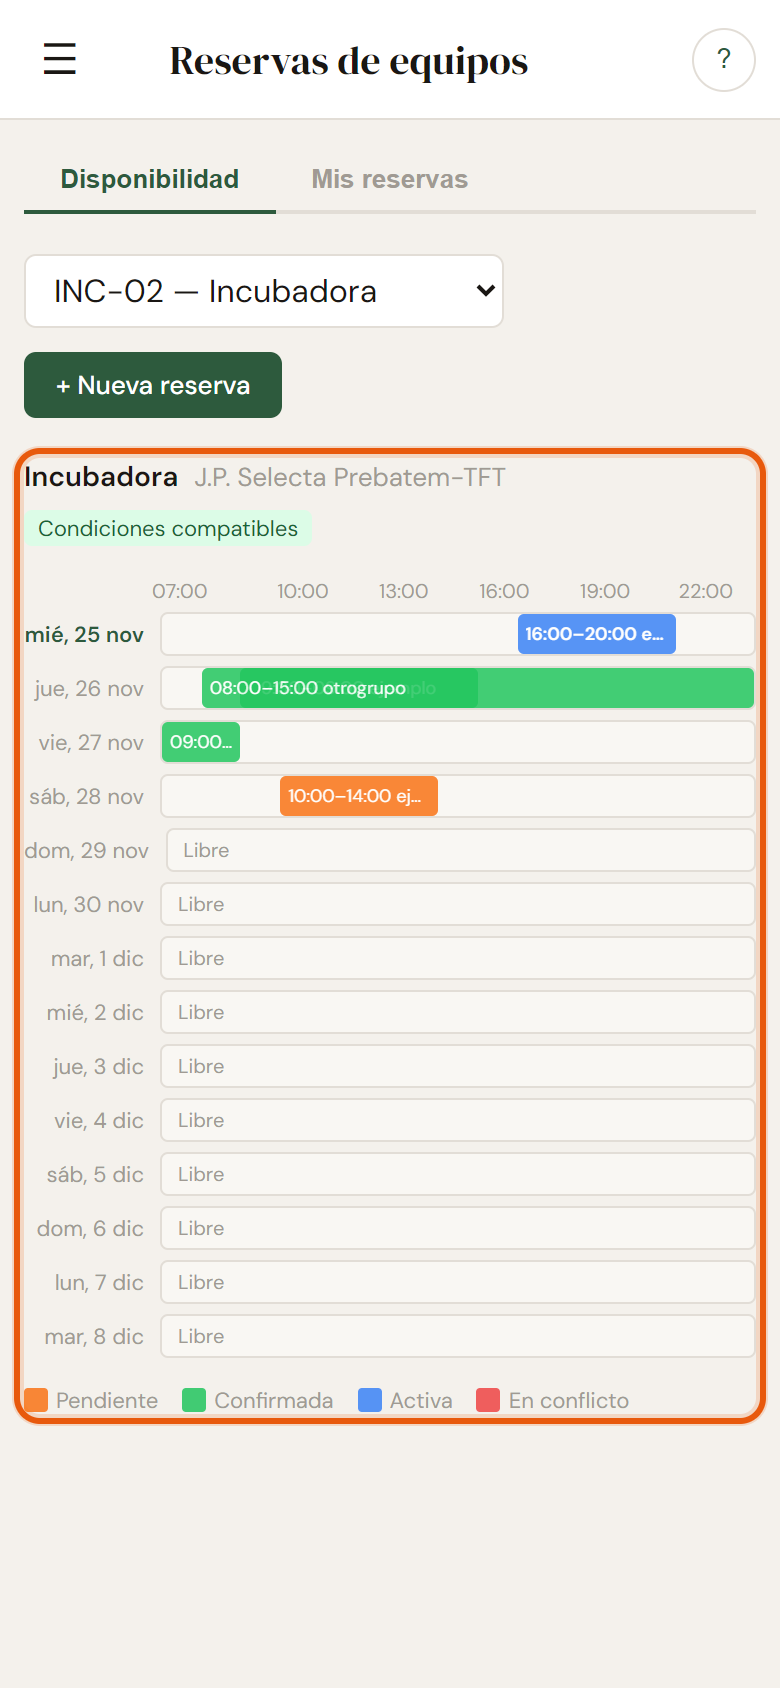 ☰ Reservas de equipos ?
Disponibilidad Mis reservas
INC-02 — Incubadora
+ Nueva reserva
Incubadora J.P. Selecta Prebatem-TFT
Condiciones compatibles
07:00 10:00 13:00 16:00 19:00 22:00
mié, 25 nov 16:00–20:00 e...
jue, 26 nov 08:00–15:00 otrogrupo
vie, 27 nov 09:00...
sáb, 28 nov 10:00–14:00 ej...
dom, 29 nov Libre
lun, 30 nov Libre
mar, 1 dic Libre
mié, 2 dic Libre
jue, 3 dic Libre
vie, 4 dic Libre
sáb, 5 dic Libre
dom, 6 dic Libre
lun, 7 dic Libre
mar, 8 dic Libre
Pendiente Confirmada Activa En conflicto